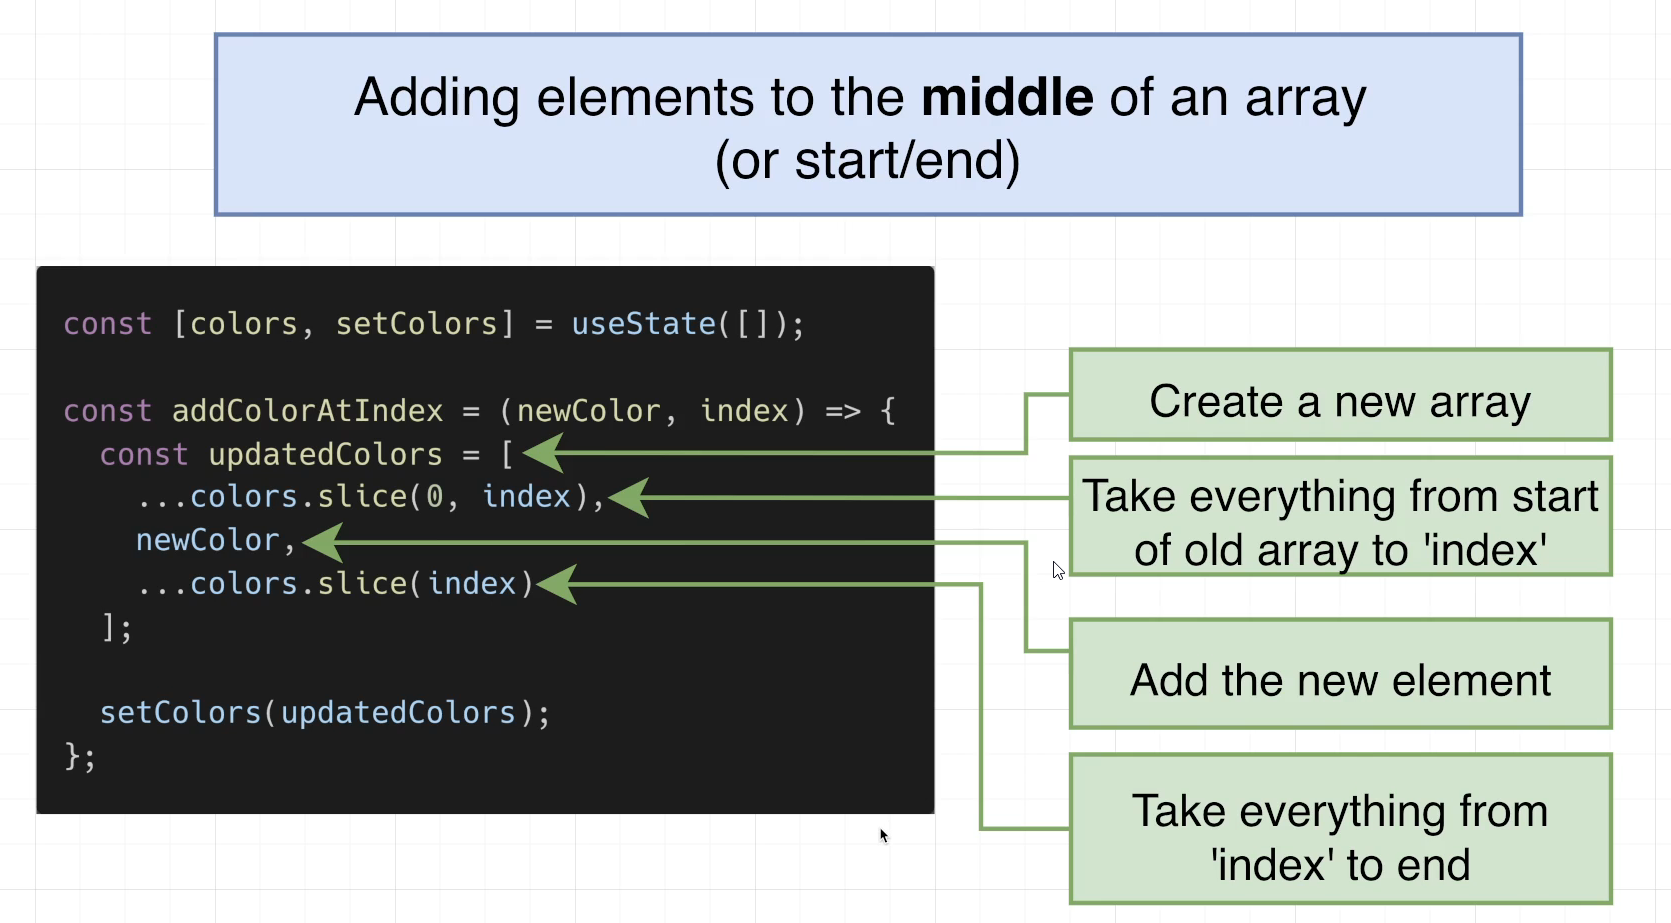 Adding elements to the middle of an array
(or start/end)
const [colors, setColors] = useState([]);
const addColorAtIndex = (newColor, index) => {
const updatedColors = [
...colors.slice(0, index),
newColor,
...colors.slice(index)
];
setColors(updatedColors);
};
Create a new array
Take everything from start
of old array to 'index'
Add the new element
Take everything from
'index' to end